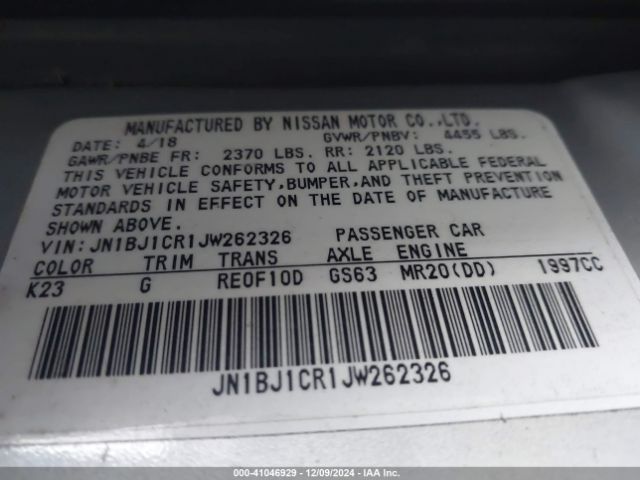 MANUFACTURED BY NISSAN MOTOR CO.,LTD.
DATE: 4/18 GVWR/PNBV: 4455 LBS.
GAWR/PNBE FR: 2370 LBS. RR: 2120 LBS.
THIS VEHICLE CONFORMS TO ALL APPLICABLE FEDERAL
MOTOR VEHICLE SAFETY,BUMPER,AND THEFT PREVENTION
STANDARDS IN EFFECT ON THE DATE OF MANUFACTURE
SHOWN ABOVE.
VIN:JN1BJ1CR1JW262326 PASSENGER CAR
COLOR TRIM TRANS AXLE ENGINE
K23 G RE0F10D GS63 MR20(DD) 1997CC
JN1BJ1CR1JW262326
000-41046929 - 12/09/2024 - IAA Inc.